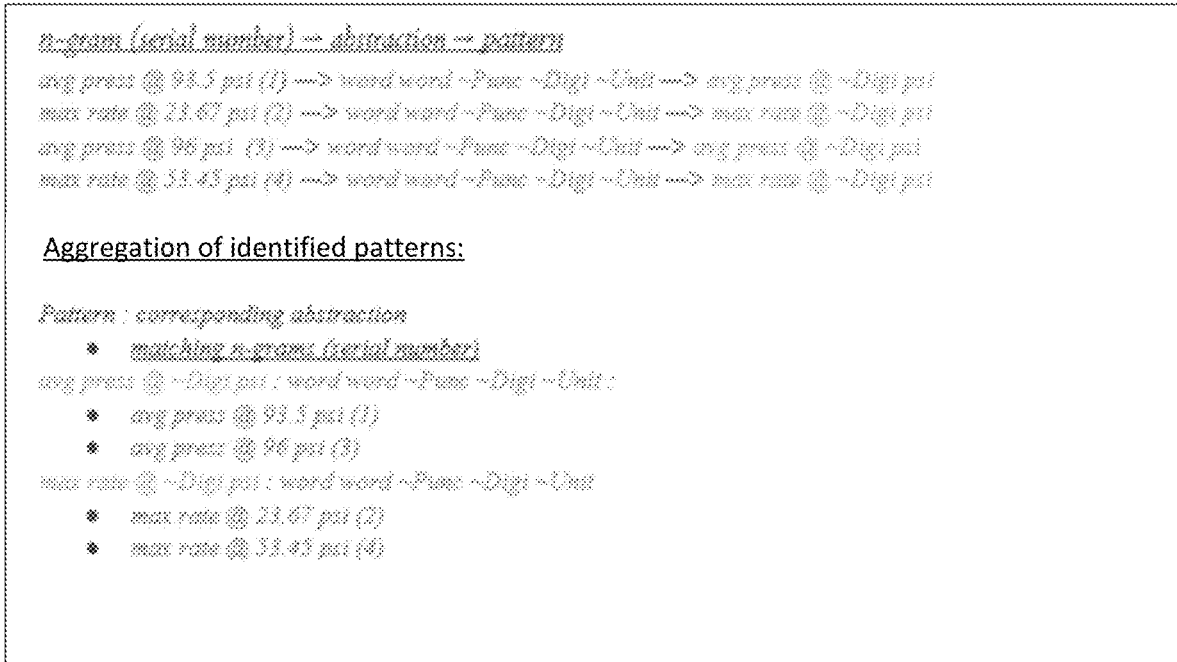 n-gram (serial number) -- abstraction -- pattern
avg press @ 93.5 psi (1) ---> word word ~Punc ~Digi ~Unit ---> avg press @ ~Digi psi
max rate @ 23.67 psi (2) ---> word word ~Punc ~Digi ~Unit ---> max rate @ ~Digi psi
avg press @ 96 psi (3) ---> word word ~Punc ~Digi ~Unit ---> avg press @ ~Digi psi
max rate @ 53.43 psi (4) ---> word word ~Punc ~Digi ~Unit ---> max rate @ ~Digi psi
Aggregation of identified patterns:
Pattern : corresponding abstraction
• matching n-grams (serial number)
avg press @ ~Digi psi : word word ~Punc ~Digi ~Unit :
• avg press @ 93.5 psi (1)
• avg press @ 96 psi (3)
max rate @ ~Digi psi : word word ~Punc ~Digi ~Unit
• max rate @ 23.67 psi (2)
• max rate @ 53.43 psi (4)